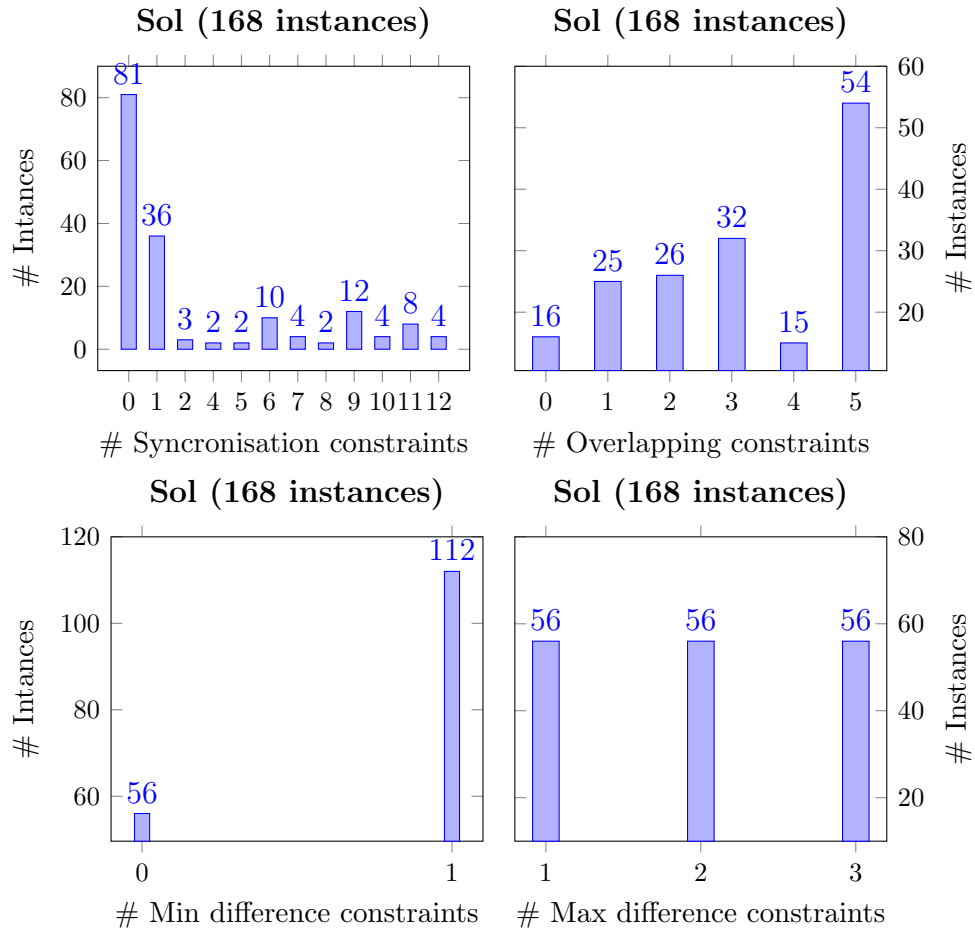 Sol (168 instances)
81
36
3
2
2
10
4
2
12
4
8
4
80
60
40
20
0
# Intances
0 1 2 4 5 6 7 8 9 10 11 12
# Syncronisation constraints
Sol (168 instances)
16
25
26
32
15
54
60
50
40
30
20
# Instances
0 1 2 3 4 5
# Overlapping constraints
Sol (168 instances)
56
112
120
100
80
60
# Intances
0 1
# Min difference constraints
Sol (168 instances)
56
56
56
80
60
40
20
# Instances
1 2 3
# Max difference constraints